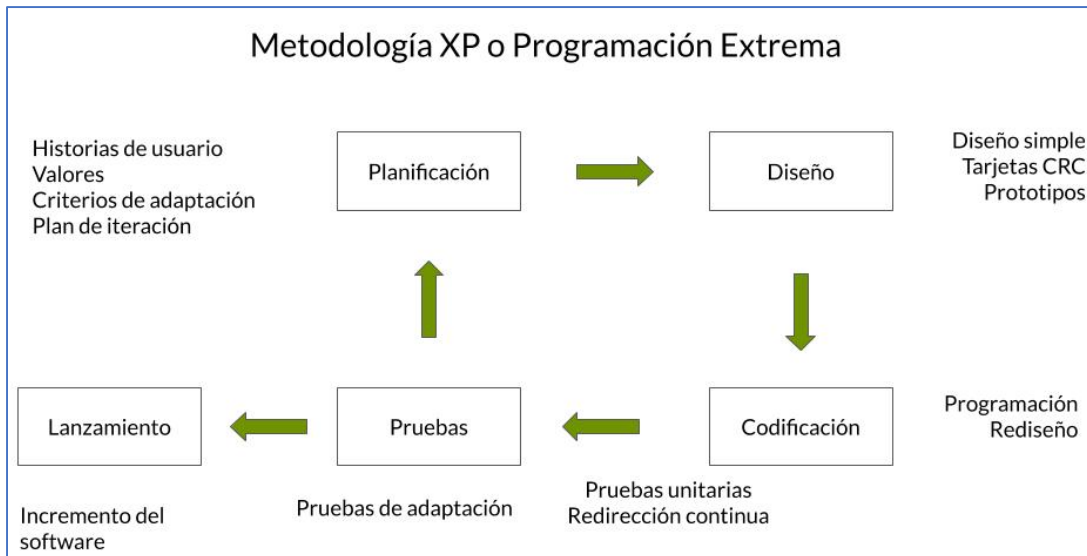 Metodología XP o Programación Extrema
Historias de usuario
Valores
Criterios de adaptación
Plan de iteración
Planificación
Diseño
Diseño simple
Tarjetas CRC
Prototipos
Lanzamiento
Pruebas
Codificación
Programación
Rediseño
Incremento del
software
Pruebas de adaptación
Pruebas unitarias
Redirección continua